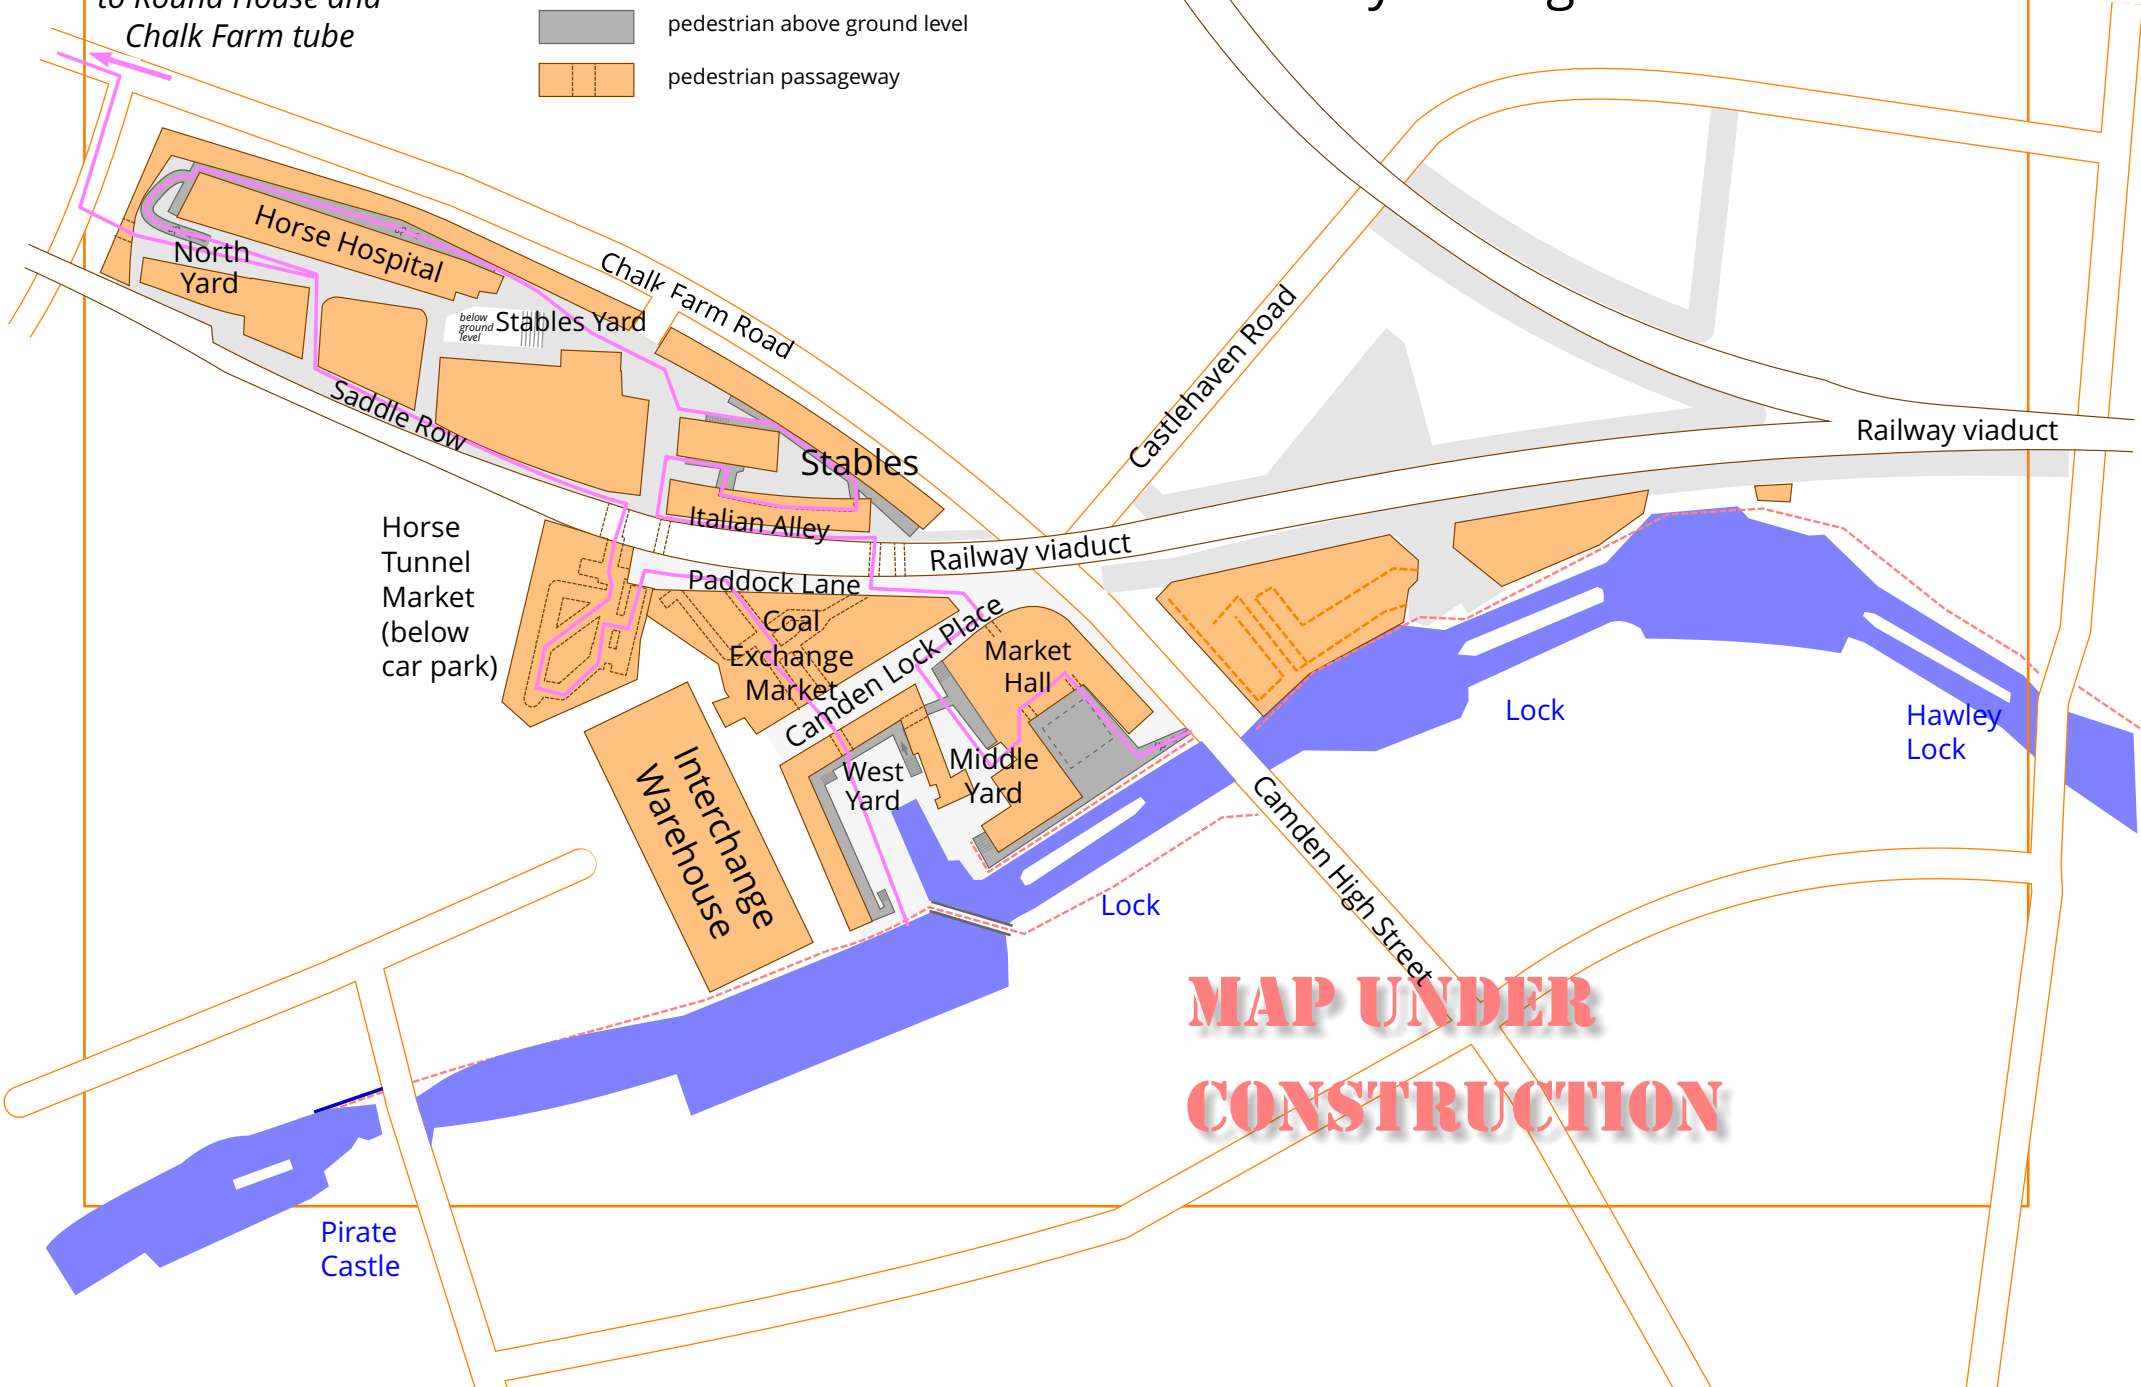 to Round House and
Chalk Farm tube
pedestrian above ground level
pedestrian passageway
Horse Hospital
North
Yard
below
ground
level
Stables Yard
Chalk Farm Road
Castlehaven Road
Saddle Row
Stables
Railway viaduct
Italian Alley
Railway viaduct
Horse
Tunnel
Market
(below
car park)
Paddock Lane
Coal
Exchange
Market
Camden Lock Place
Market
Hall
Interchange
Warehouse
West
Yard
Middle
Yard
Lock
Hawley
Lock
Camden High Street
Lock
MAP UNDER
CONSTRUCTION
Pirate
Castle